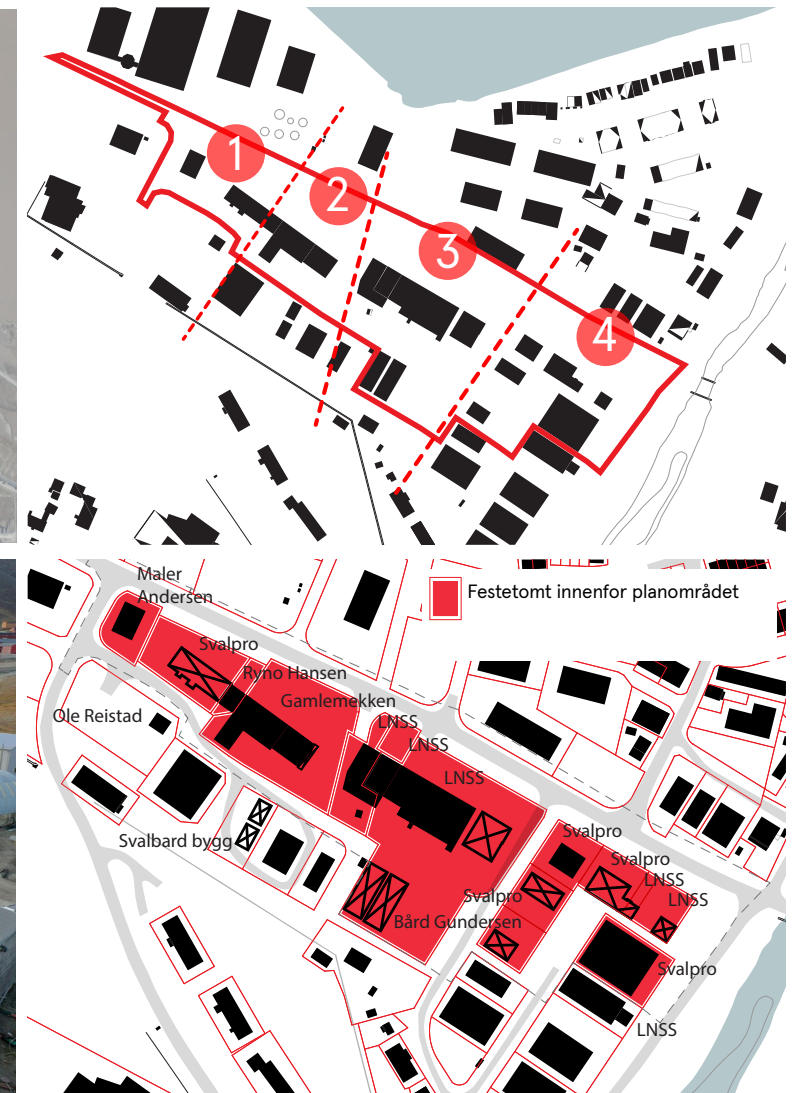 1
2
3
4
Maler
Andersen
Festetomt innenfor planområdet
Svalpro
Ryno Hansen
Gamlemekken
Ole Reistad
LNSS
LNSS
LNSS
Svalbard bygg
Svalpro
Svalpro
LNSS
Svalpro
LNSS
Bård Gundersen
Svalpro
LNSS